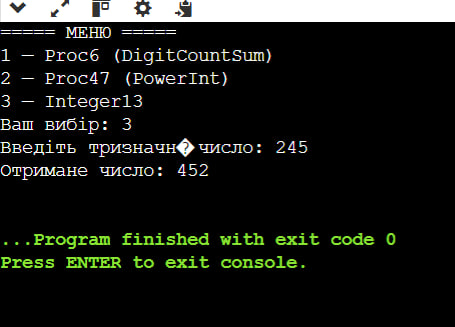 ===== МЕНЮ =====
1 — Proc6 (DigitCountSum)
2 — Proc47 (PowerInt)
3 — Integer13
Ваш вибір: 3
Введіть тризначн� число: 245
Отримане число: 452
...Program finished with exit code 0
Press ENTER to exit console.